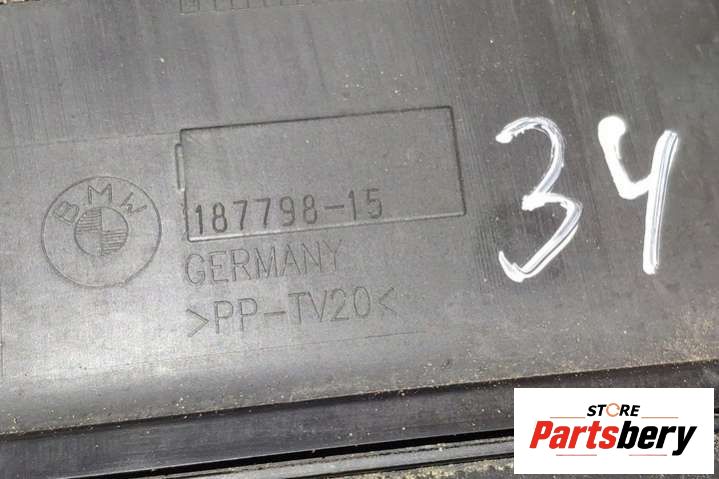 BMW
187798-15
GERMANY
>PP-TV20<
34
STORE
Partsbery